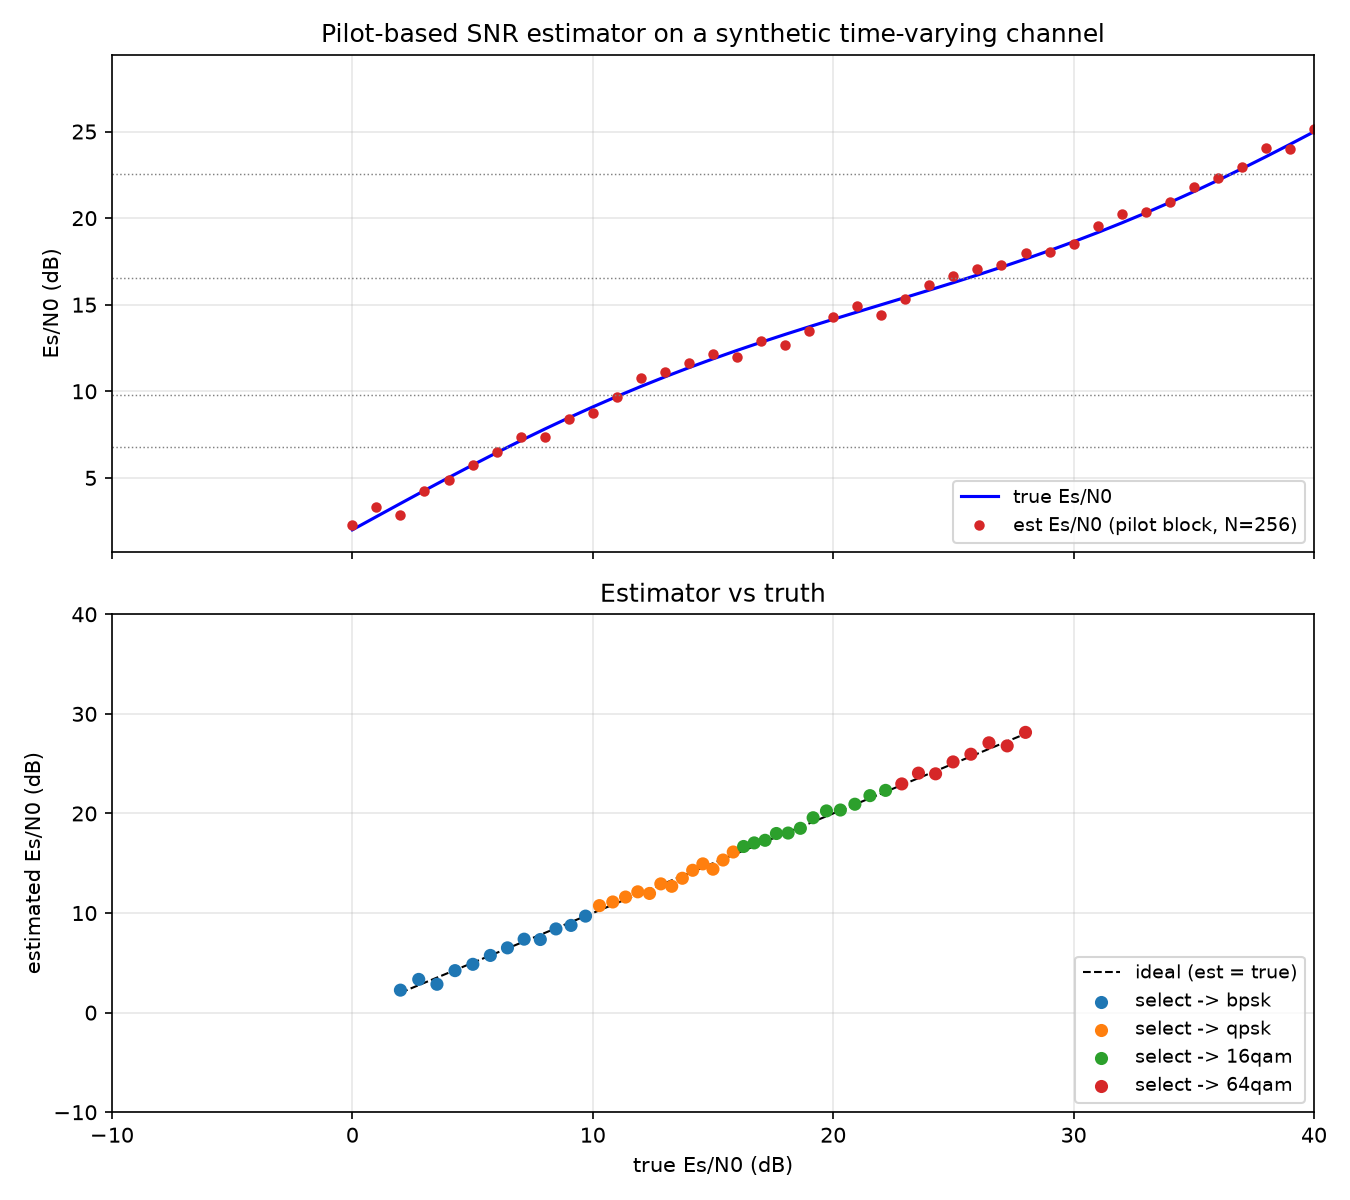 Pilot-based SNR estimator on a synthetic time-varying channel
Es/N0 (dB)
25
20
15
10
5
true Es/N0
est Es/N0 (pilot block, N=256)
Estimator vs truth
estimated Es/N0 (dB)
40
30
20
10
0
−10
ideal (est = true)
select -> bpsk
select -> qpsk
select -> 16qam
select -> 64qam
−10 0 10 20 30 40
true Es/N0 (dB)